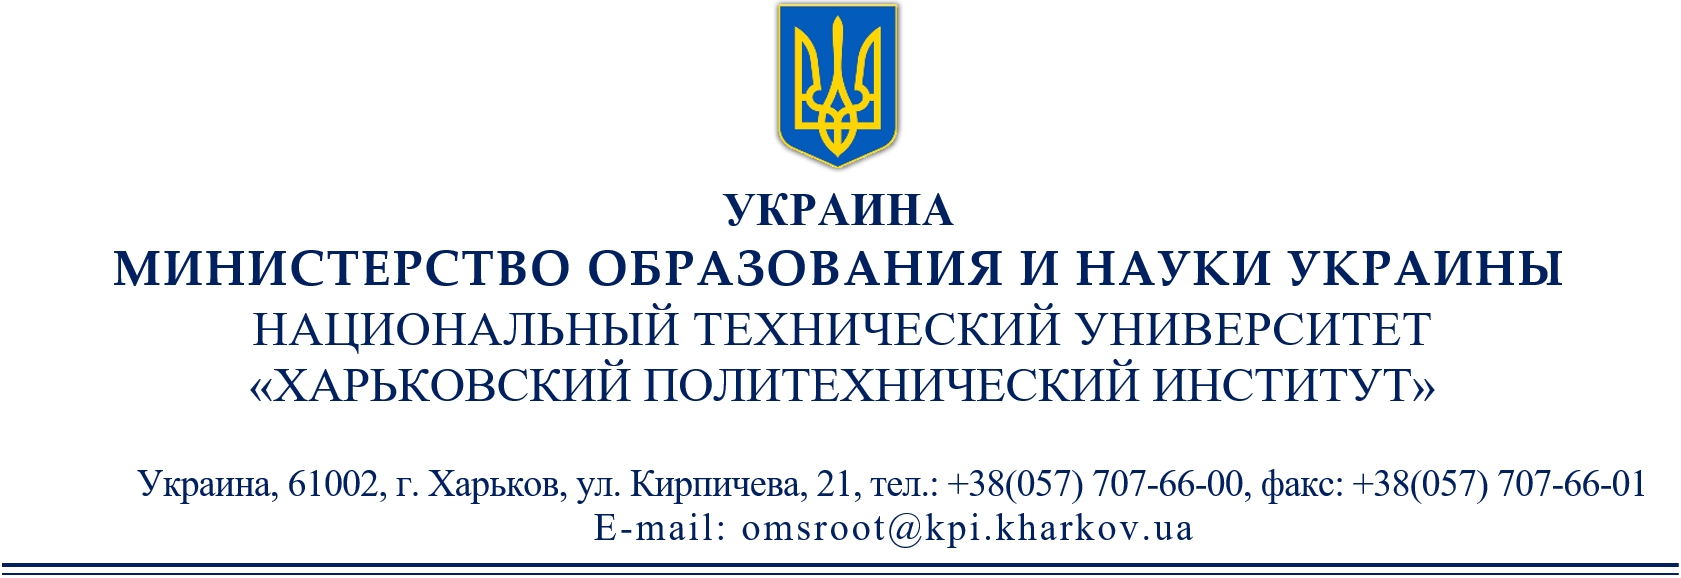 УКРАИНА
МИНИСТЕРСТВО ОБРАЗОВАНИЯ И НАУКИ УКРАИНЫ
НАЦИОНАЛЬНЫЙ ТЕХНИЧЕСКИЙ УНИВЕРСИТЕТ
«ХАРЬКОВСКИЙ ПОЛИТЕХНИЧЕСКИЙ ИНСТИТУТ»
Украина, 61002, г. Харьков, ул. Кирпичева, 21, тел.: +38(057) 707-66-00, факс: +38(057) 707-66-01
E-mail: omsroot@kpi.kharkov.ua